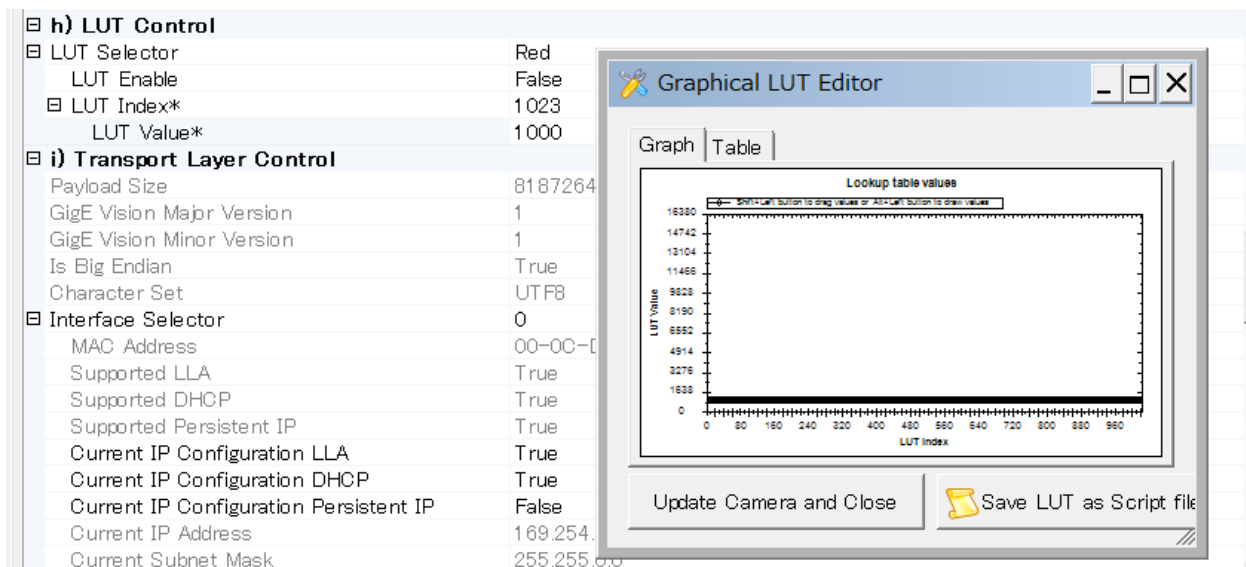 h) LUT Control
LUT Selector Red
LUT Enable False
LUT Index* 1023
LUT Value* 1000
i) Transport Layer Control
Payload Size 8187264
GigE Vision Major Version 1
GigE Vision Minor Version 1
Is Big Endian True
Character Set UTF8
Interface Selector 0
MAC Address 00-0C-
Supported LLA True
Supported DHCP True
Supported Persistent IP True
Current IP Configuration LLA True
Current IP Configuration DHCP True
Current IP Configuration Persistent IP False
Current IP Address 169.254.
Current Subnet Mask 255.255.0.0
Graphical LUT Editor
Graph Table
Lookup table values
Shift+Left button to drag values or Alt+Left button to draw values
16380
14742
13104
11466
9828
8190
6552
4914
3276
1638
0
LUT Value
0 80 160 240 320 400 480 560 640 720 800 880 960
LUT Index
Update Camera and Close Save LUT as Script file